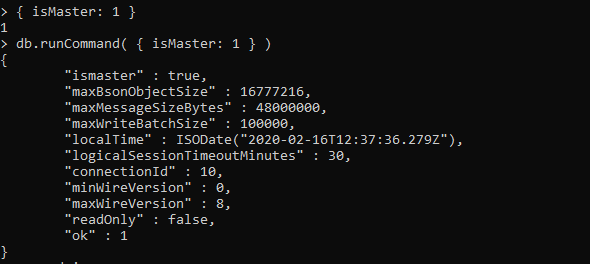 > { isMaster: 1 }
1
> db.runCommand( { isMaster: 1 } )
{
        "ismaster" : true,
        "maxBsonObjectSize" : 16777216,
        "maxMessageSizeBytes" : 48000000,
        "maxWriteBatchSize" : 100000,
        "localTime" : ISODate("2020-02-16T12:37:36.279Z"),
        "logicalSessionTimeoutMinutes" : 30,
        "connectionId" : 10,
        "minWireVersion" : 0,
        "maxWireVersion" : 8,
        "readOnly" : false,
        "ok" : 1
}